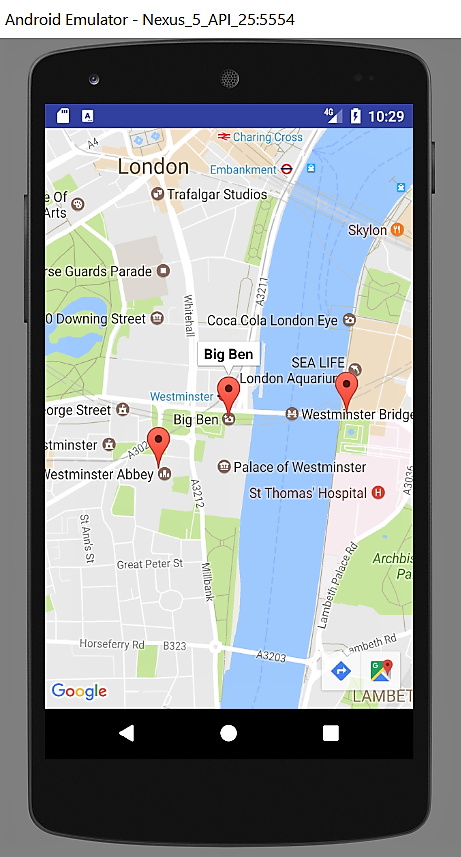 Android Emulator - Nexus_5_API_25:5554
4G
10:29
A
Charing Cross
A4
London
Embankment
e Of
Arts
Trafalgar Studios
Skylon
rse Guards Parade
A3211
Whitehall
0 Downing Street
Coca Cola London Eye
Big Ben
SEA LIFE
London Aquarium
Westminster
orge Street
Big Ben
Westminster Bridge
stminster
A302
Westminster Abbey
Palace of Westminster
A3036
St Thomas' Hospital
A3212
St Ann's St
Great Peter St
Millbank
Archbis
Pa
Lambeth Palace Rd
Horseferry Rd
B323
A3203
ambeth Rd
Google
LAMBET